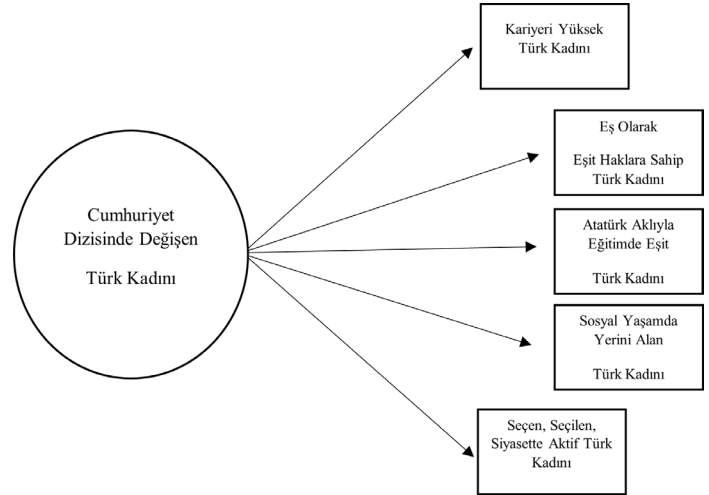 Kariyeri Yüksek
Türk Kadını
Eş Olarak
Eşit Haklara Sahip
Türk Kadını
Cumhuriyet
Dizisinde Değişen
Türk Kadını
Atatürk Aklıyla
Eğitimde Eşit
Türk Kadını
Sosyal Yaşamda
Yerini Alan
Türk Kadını
Seçen, Seçilen,
Siyasette Aktif Türk
Kadını